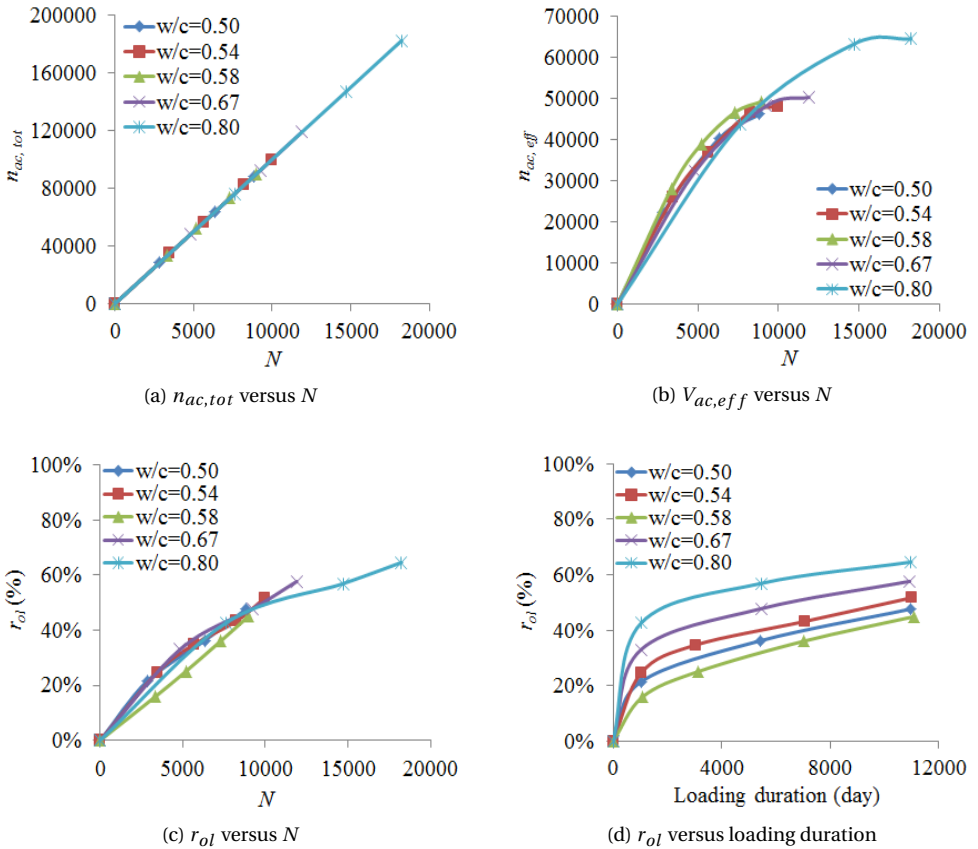 200000
160000
120000
80000
40000
0
n_ac, tot
0 5000 10000 15000 20000
N
w/c=0.50
w/c=0.54
w/c=0.58
w/c=0.67
w/c=0.80
(a) n_ac,tot versus N
70000
60000
50000
40000
30000
20000
10000
0
n_ac, eff
0 5000 10000 15000 20000
N
w/c=0.50
w/c=0.54
w/c=0.58
w/c=0.67
w/c=0.80
(b) V_ac,eff versus N
100%
80%
60%
40%
20%
0%
r_ol (%)
0 5000 10000 15000 20000
N
w/c=0.50
w/c=0.54
w/c=0.58
w/c=0.67
w/c=0.80
(c) r_ol versus N
100%
80%
60%
40%
20%
0%
r_ol (%)
0 4000 8000 12000
Loading duration (day)
w/c=0.50
w/c=0.54
w/c=0.58
w/c=0.67
w/c=0.80
(d) r_ol versus loading duration